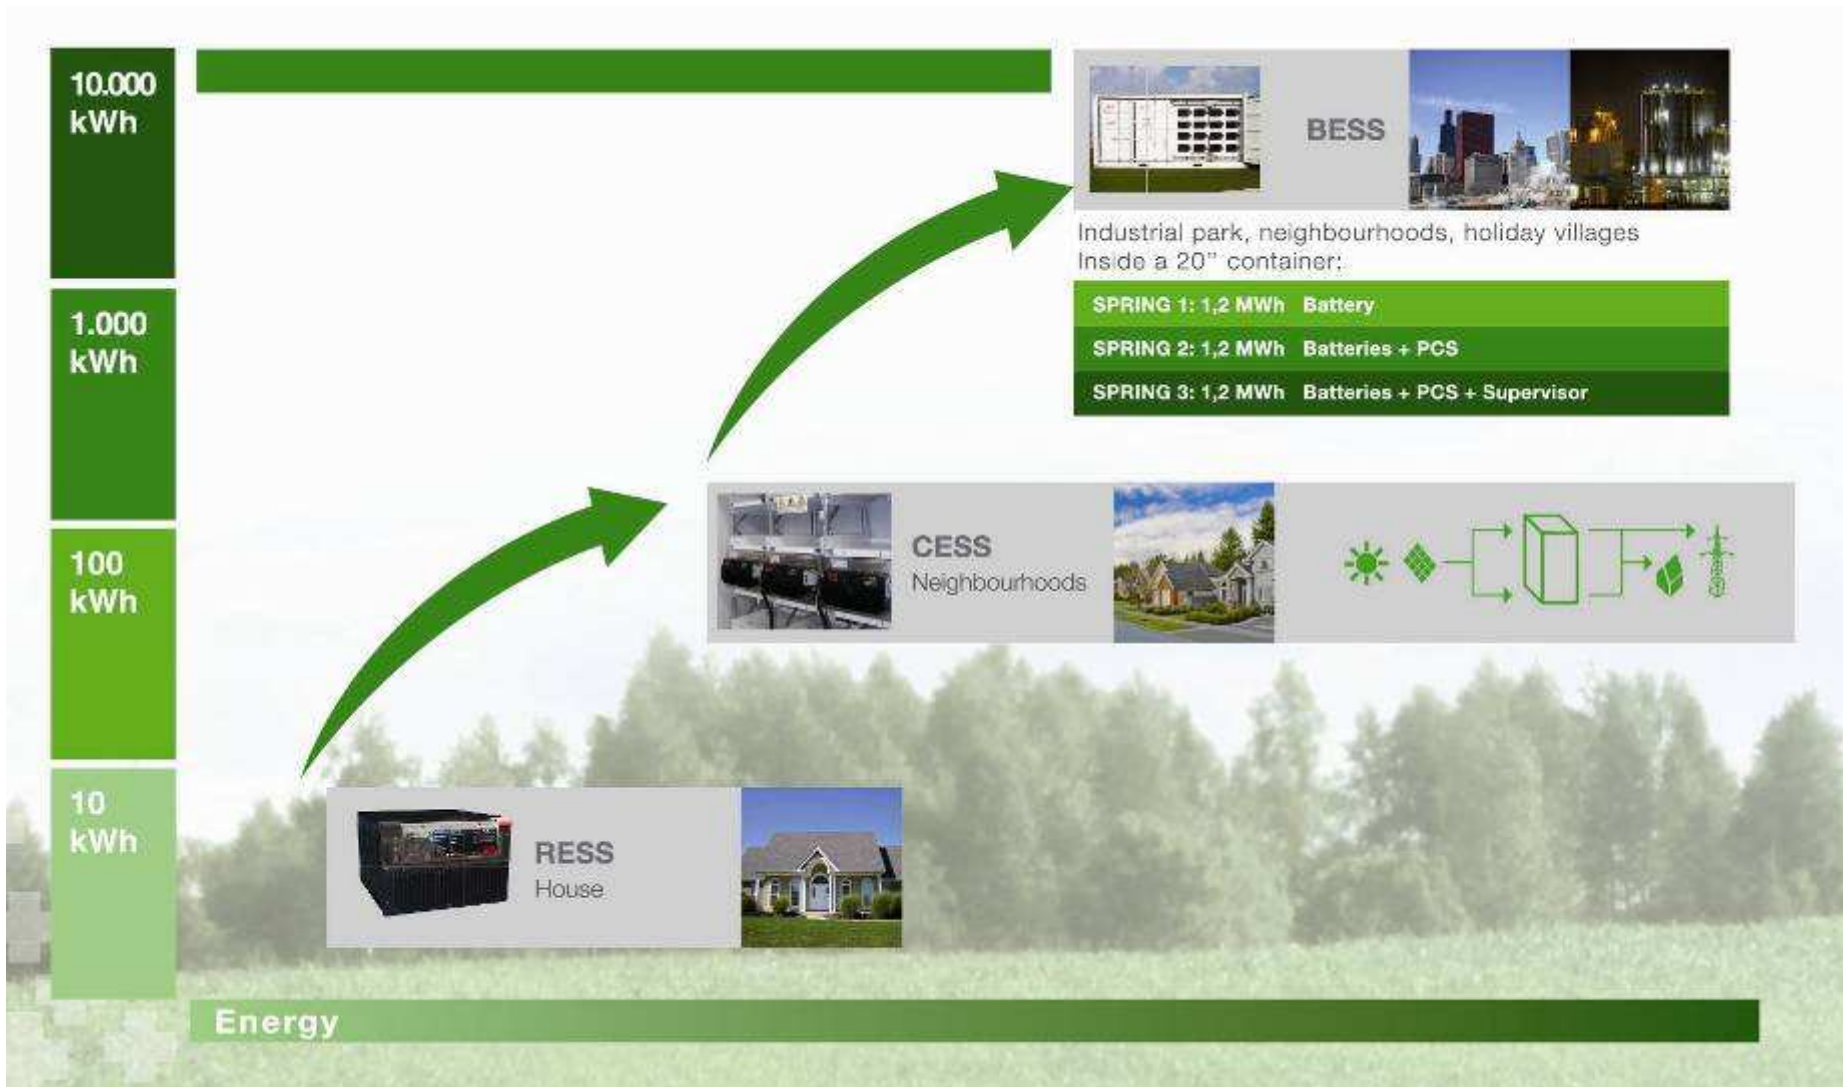 10.000
kWh
BESS
Industrial park, neighbourhoods, holiday villages
Inside a 20" container:
1.000
kWh
SPRING 1: 1,2 MWh Battery
SPRING 2: 1,2 MWh Batteries + PCS
SPRING 3: 1,2 MWh Batteries + PCS + Supervisor
100
kWh
CESS
Neighbourhoods
10
kWh
RESS
House
Energy